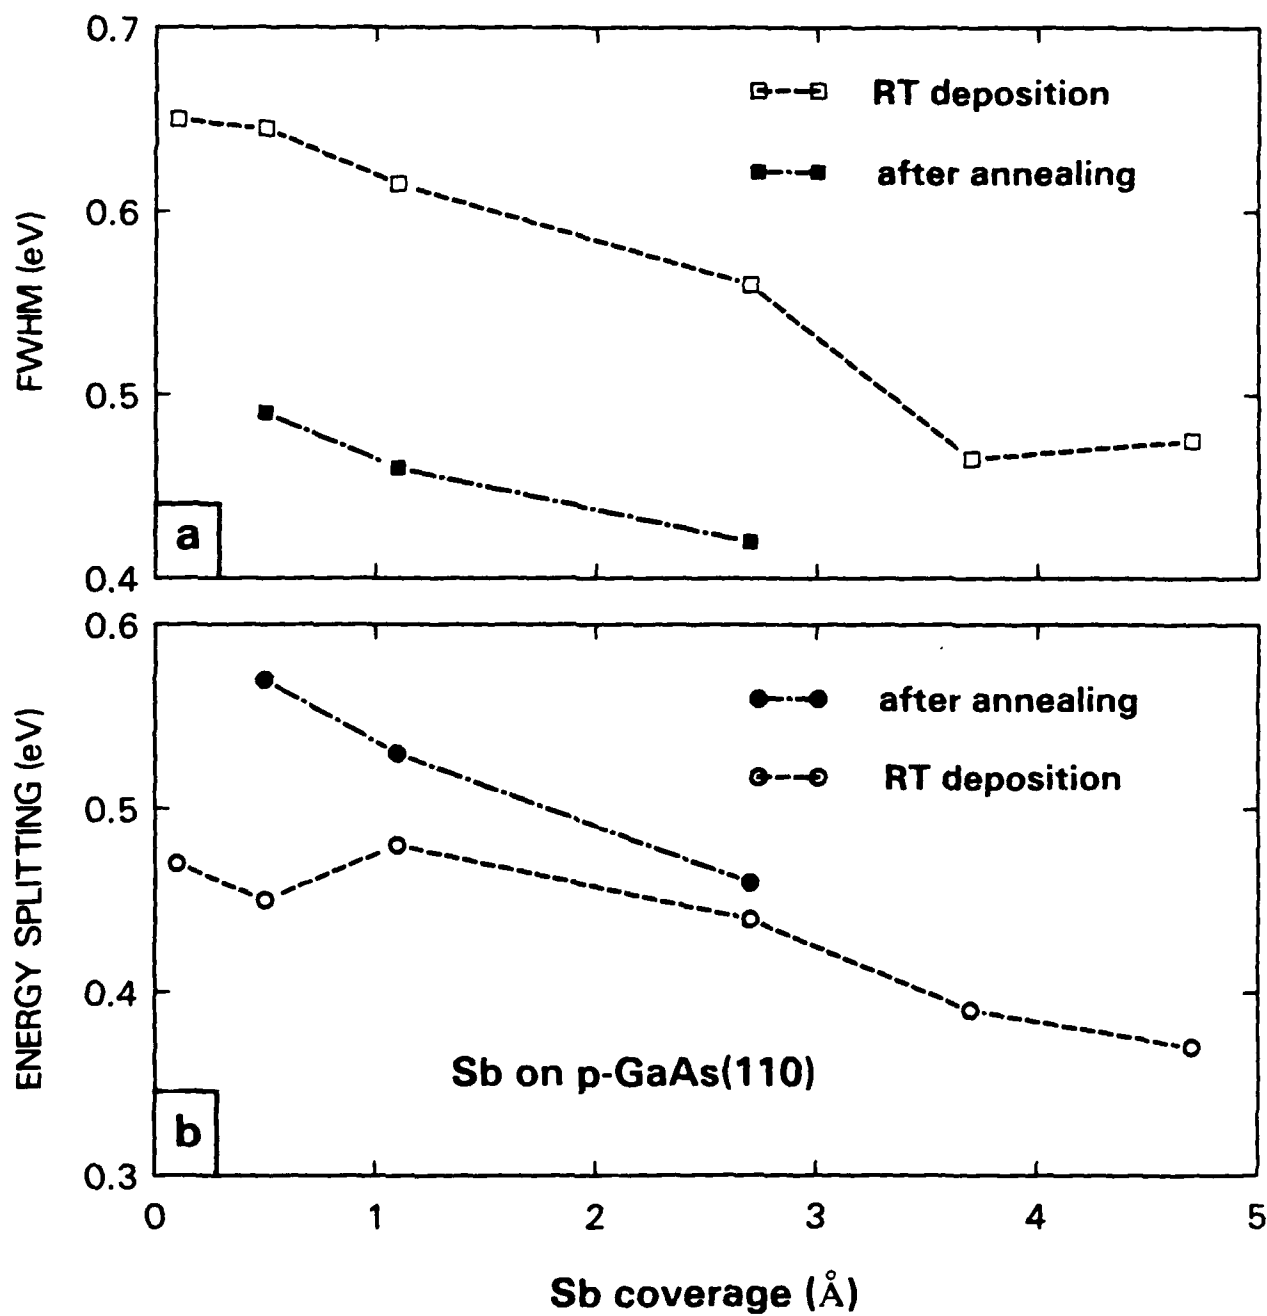 0.7
RT deposition
after annealing
0.6
FWHM (eV)
0.5
a
0.4
0.6
after annealing
RT deposition
0.5
ENERGY SPLITTING (eV)
0.4
Sb on p-GaAs(110)
b
0.3
0 1 2 3 4 5
Sb coverage (Å)